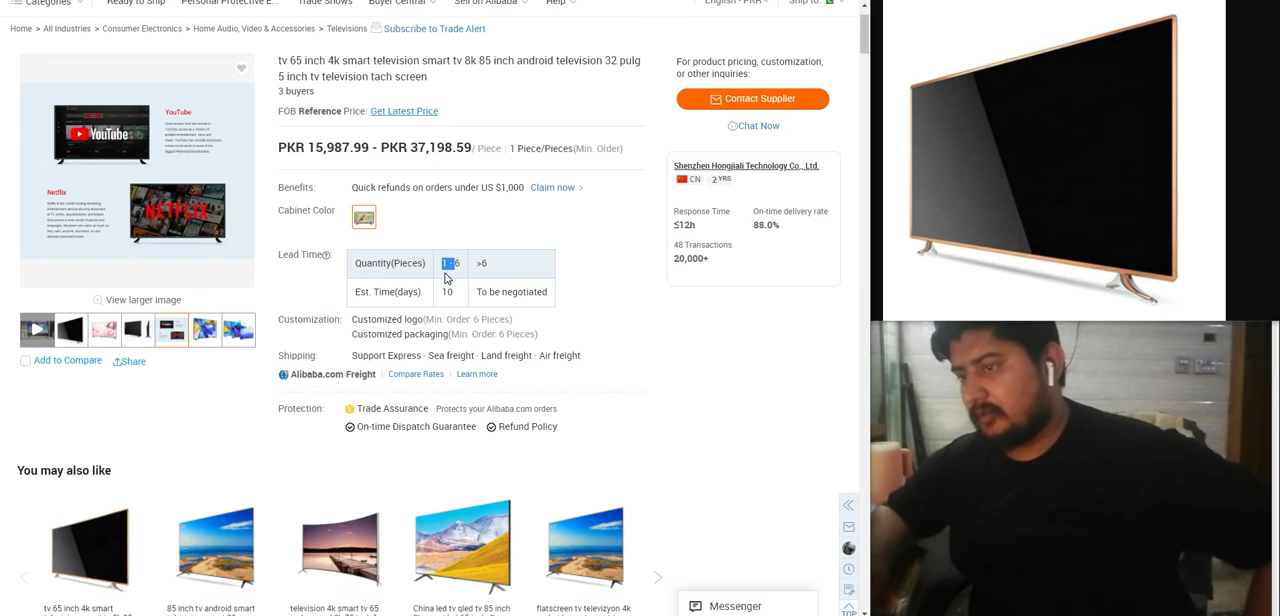 Categories
Ready to Ship
Personal Protective E...
Trade Shows
Buyer Central
Sell on Alibaba
Help
English - PKR
Ship to:
Home > All Industries > Consumer Electronics > Home Audio, Video & Accessories > Televisions
Subscribe to Trade Alert
tv 65 inch 4k smart television smart tv 8k 85 inch android television 32 pulg
5 inch tv television tach screen
3 buyers
FOB Reference Price: Get Latest Price
PKR 15,987.99 - PKR 37,198.59/ Piece | 1 Piece/Pieces(Min. Order)
Benefits: Quick refunds on orders under US $1,000 Claim now >
Cabinet Color
Lead Time:
Quantity(Pieces) 1 - 6 >6
Est. Time(days) 10 To be negotiated
Customization: Customized logo(Min. Order: 6 Pieces)
Customized packaging(Min. Order: 6 Pieces)
Shipping: Support Express · Sea freight · Land freight · Air freight
Alibaba.com Freight | Compare Rates | Learn more
Protection: Trade Assurance Protects your Alibaba.com orders
On-time Dispatch Guarantee Refund Policy
YouTube
YouTube
Netflix
NETFLIX
View larger image
Add to Compare Share
For product pricing, customization,
or other inquiries:
Contact Supplier
Chat Now
Shenzhen Hongjiali Technology Co., Ltd.
CN 2 YRS
Response Time On-time delivery rate
≤12h 88.0%
48 Transactions
20,000+
You may also like
tv 65 inch 4k smart
85 inch tv android smart
television 4k smart tv 65
China led tv qled tv 85 inch
flatscreen tv televizyon 4k
Messenger
TOP